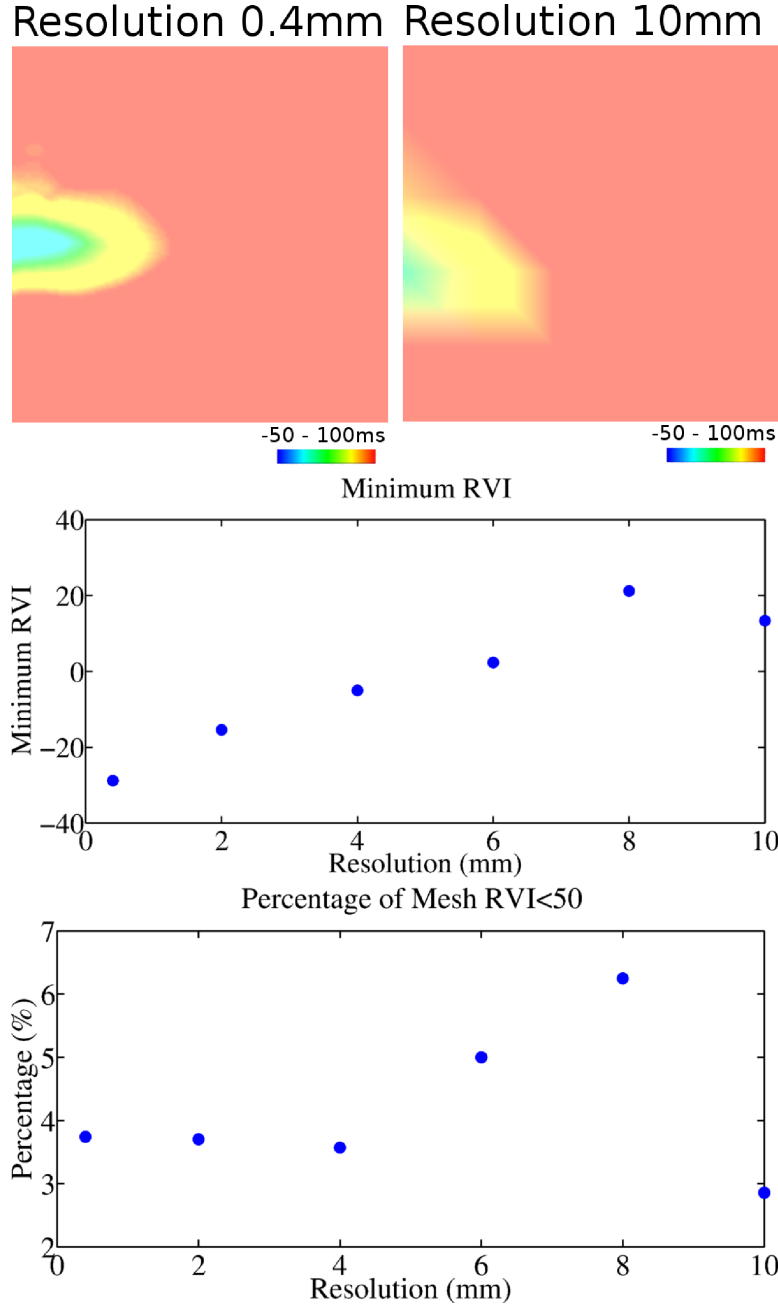 Resolution 0.4mm Resolution 10mm
-50 - 100ms -50 - 100ms
Minimum RVI
40
20
0
−20
−40
Minimum RVI
0 2 4 6 8 10
Resolution (mm)
Percentage of Mesh RVI<50
7
6
5
4
3
2
Percentage (%)
0 2 4 6 8 10
Resolution (mm)